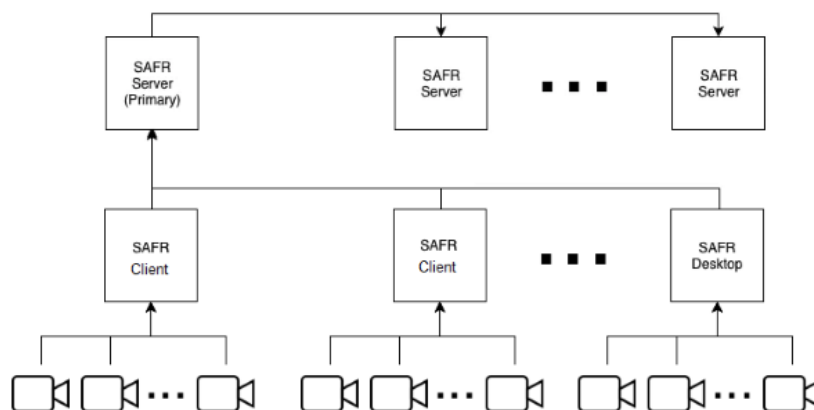 SAFR
Server
(Primary)
SAFR
Server
SAFR
Server
SAFR
Client
SAFR
Client
SAFR
Desktop